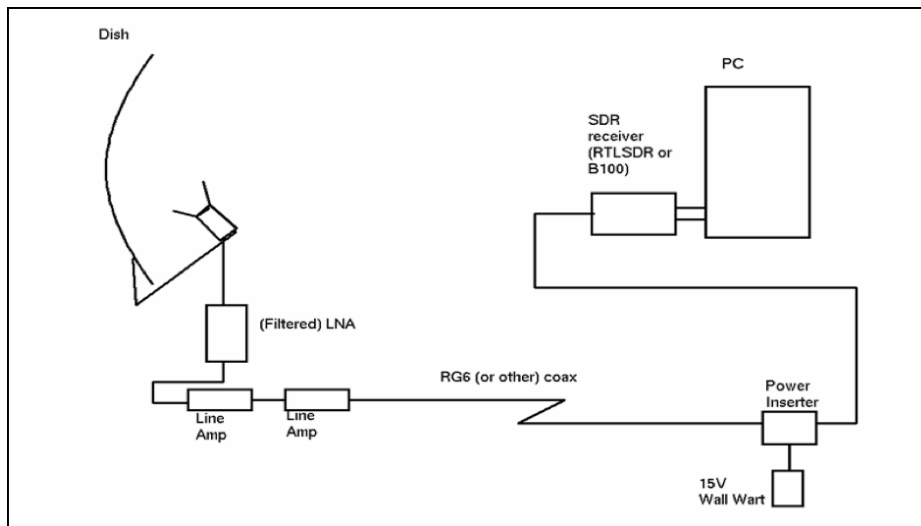 Dish
PC
SDR
receiver
(RTLSDR or
B100)
(Filtered) LNA
RG6 (or other) coax
Power
Inserter
Line
Amp
Line
Amp
15V
Wall Wart